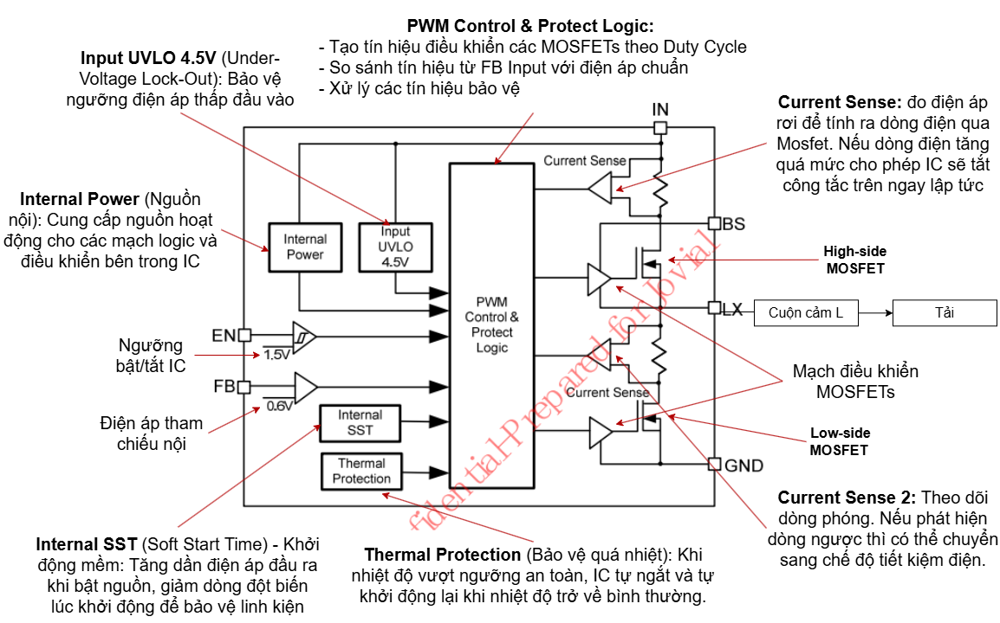 PWM Control & Protect Logic:
- Tạo tín hiệu điều khiển các MOSFETs theo Duty Cycle
- So sánh tín hiệu từ FB Input với điện áp chuẩn
- Xử lý các tín hiệu bảo vệ
Input UVLO 4.5V (Under-
Voltage Lock-Out): Bảo vệ
ngưỡng điện áp thấp đầu vào
Current Sense: đo điện áp
rơi để tính ra dòng điện qua
Mosfet. Nếu dòng điện tăng
quá mức cho phép IC sẽ tắt
công tắc trên ngay lập tức
IN
Current Sense
Internal Power (Nguồn
nội): Cung cấp nguồn hoạt
động cho các mạch logic và
điều khiển bên trong IC
Internal
Power
Input
UVLO
4.5V
BS
High-side
MOSFET
PWM
Control &
Protect
Logic
LX
Cuộn cảm L
Tải
EN
1.5V
Ngưỡng
bật/tắt IC
FB
0.6V
Điện áp tham
chiếu nội
Current Sense
Mạch điều khiển
MOSFETs
Internal
SST
Low-side
MOSFET
Thermal
Protection
GND
fidential-Prepared for Jovial
Internal SST (Soft Start Time) - Khởi
động mềm: Tăng dần điện áp đầu ra
khi bật nguồn, giảm dòng đột biến
lúc khởi động để bảo vệ linh kiện
Thermal Protection (Bảo vệ quá nhiệt): Khi
nhiệt độ vượt ngưỡng an toàn, IC tự ngắt và tự
khởi động lại khi nhiệt độ trở về bình thường.
Current Sense 2: Theo dõi
dòng phóng. Nếu phát hiện
dòng ngược thì có thể chuyển
sang chế độ tiết kiệm điện.